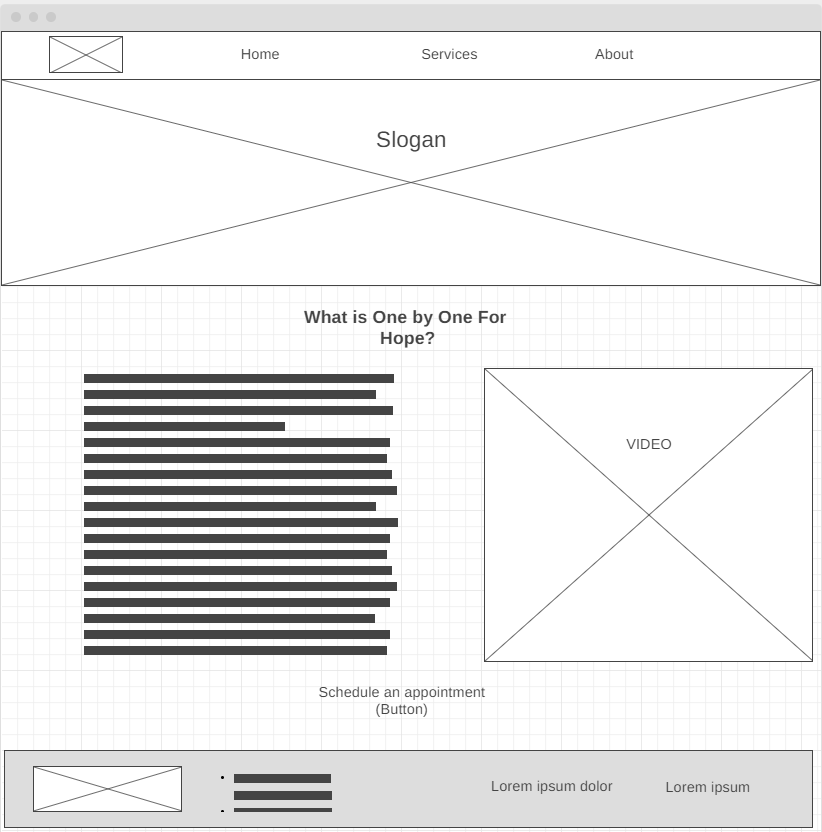 Home Services About
Slogan
What is One by One For
Hope?
VIDEO
Schedule an appointment
(Button)
Lorem ipsum dolor Lorem ipsum